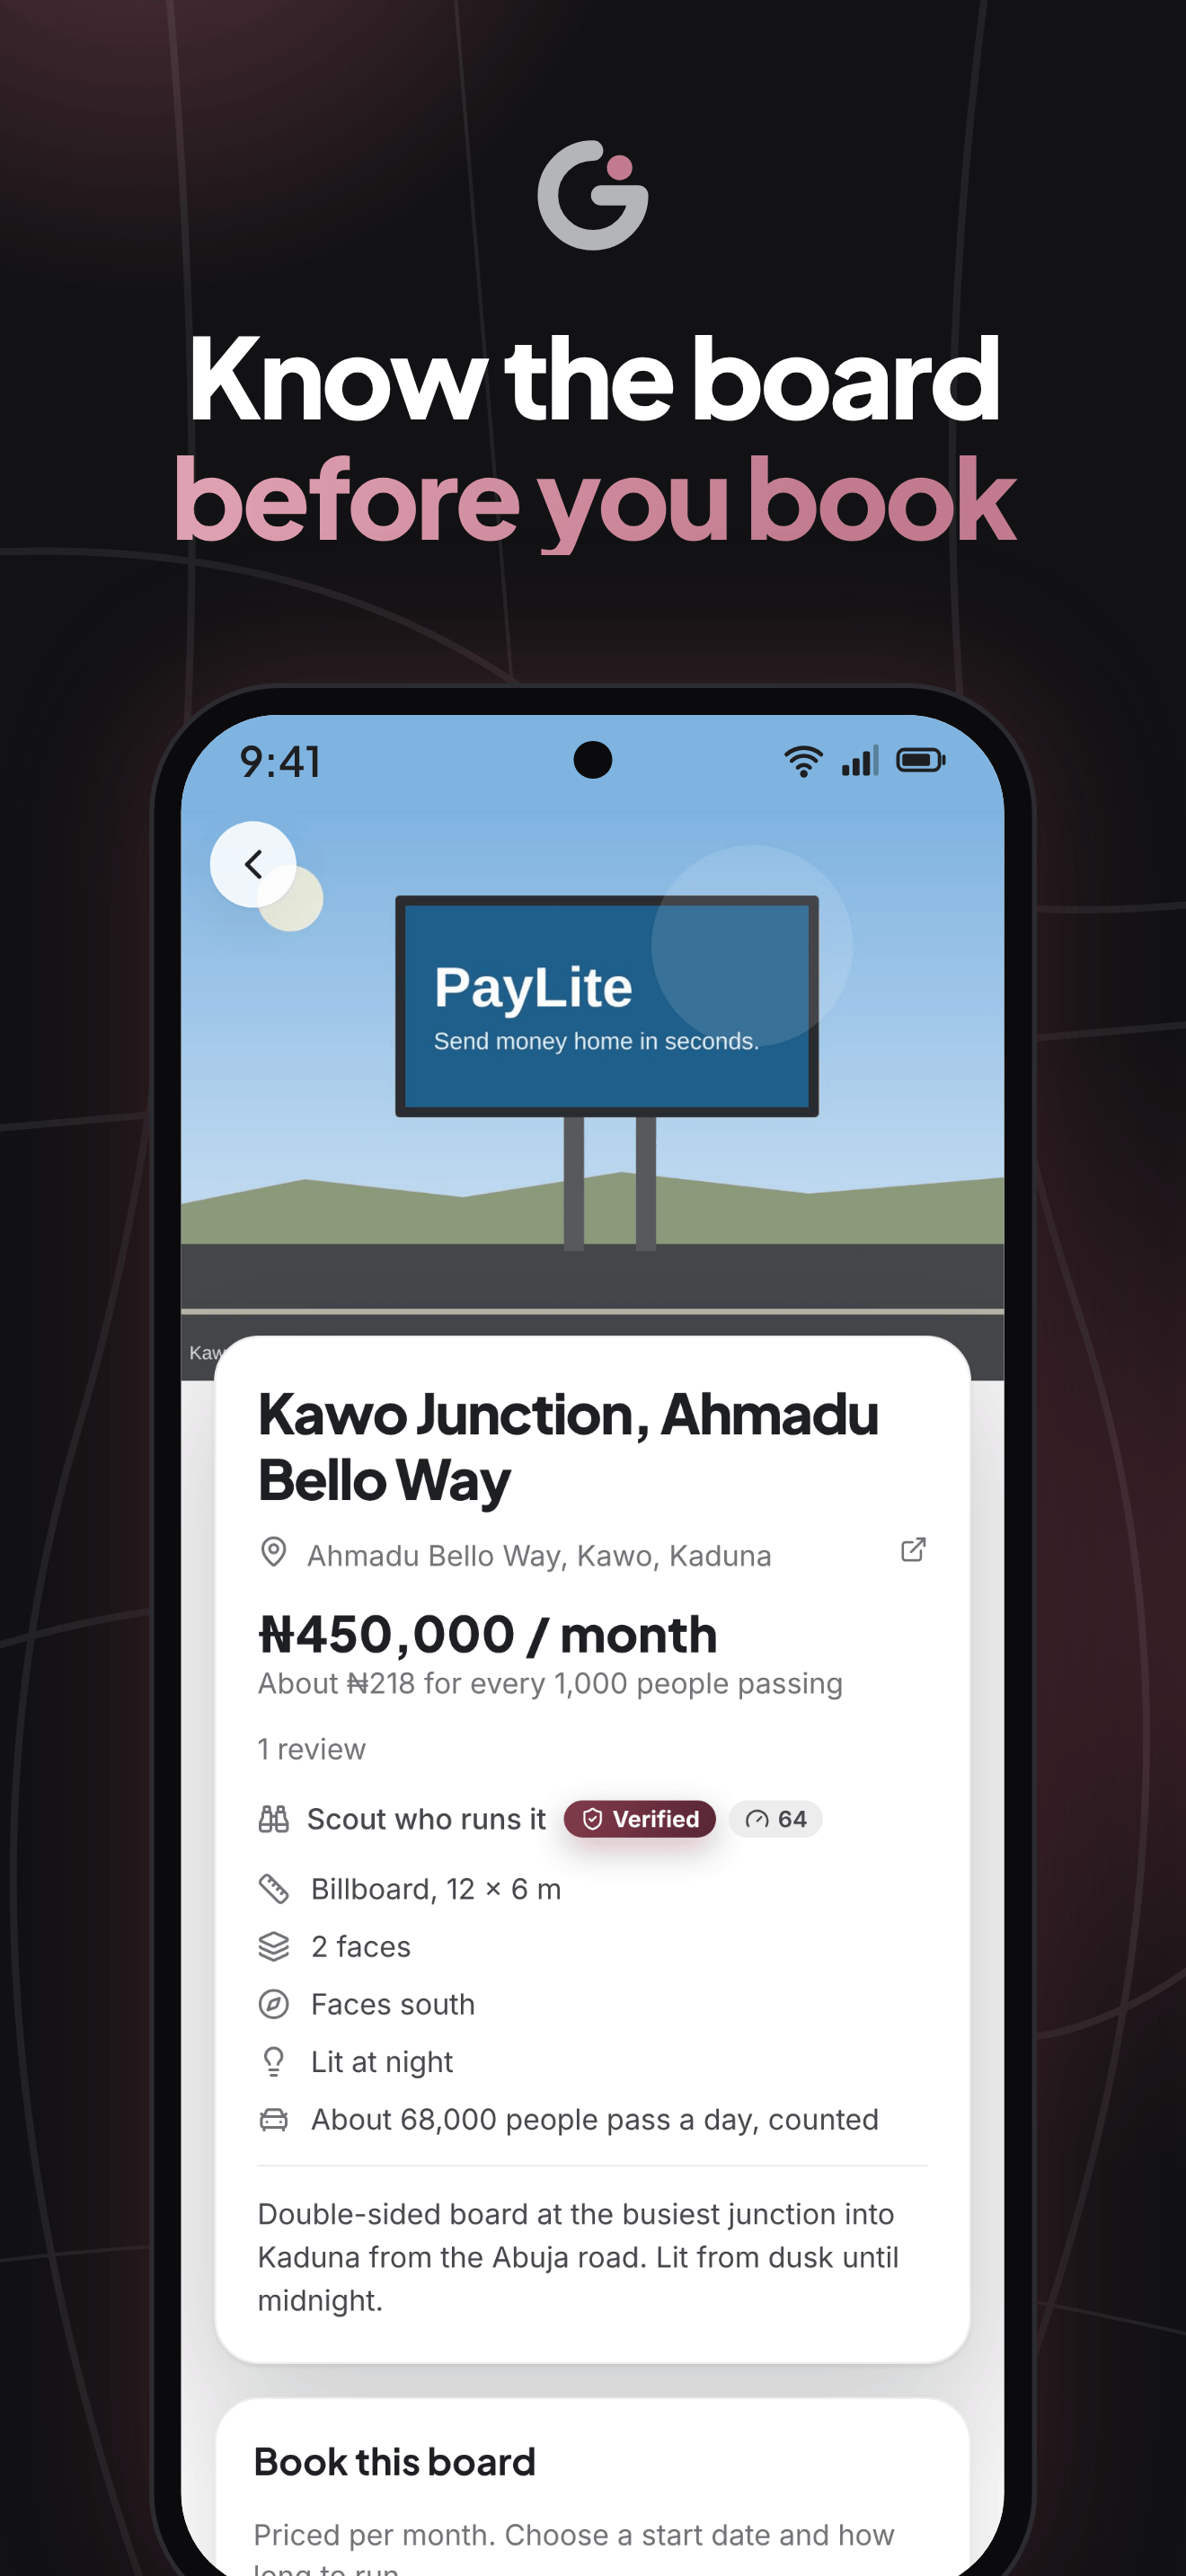 Know the board
before you book
9:41
PayLite
Send money home in seconds.
Kaw
Kawo Junction, Ahmadu
Bello Way
Ahmadu Bello Way, Kawo, Kaduna
₦450,000 / month
About ₦218 for every 1,000 people passing
1 review
Scout who runs it Verified 64
Billboard, 12 × 6 m
2 faces
Faces south
Lit at night
About 68,000 people pass a day, counted
Double-sided board at the busiest junction into
Kaduna from the Abuja road. Lit from dusk until
midnight.
Book this board
Priced per month. Choose a start date and how
long to run